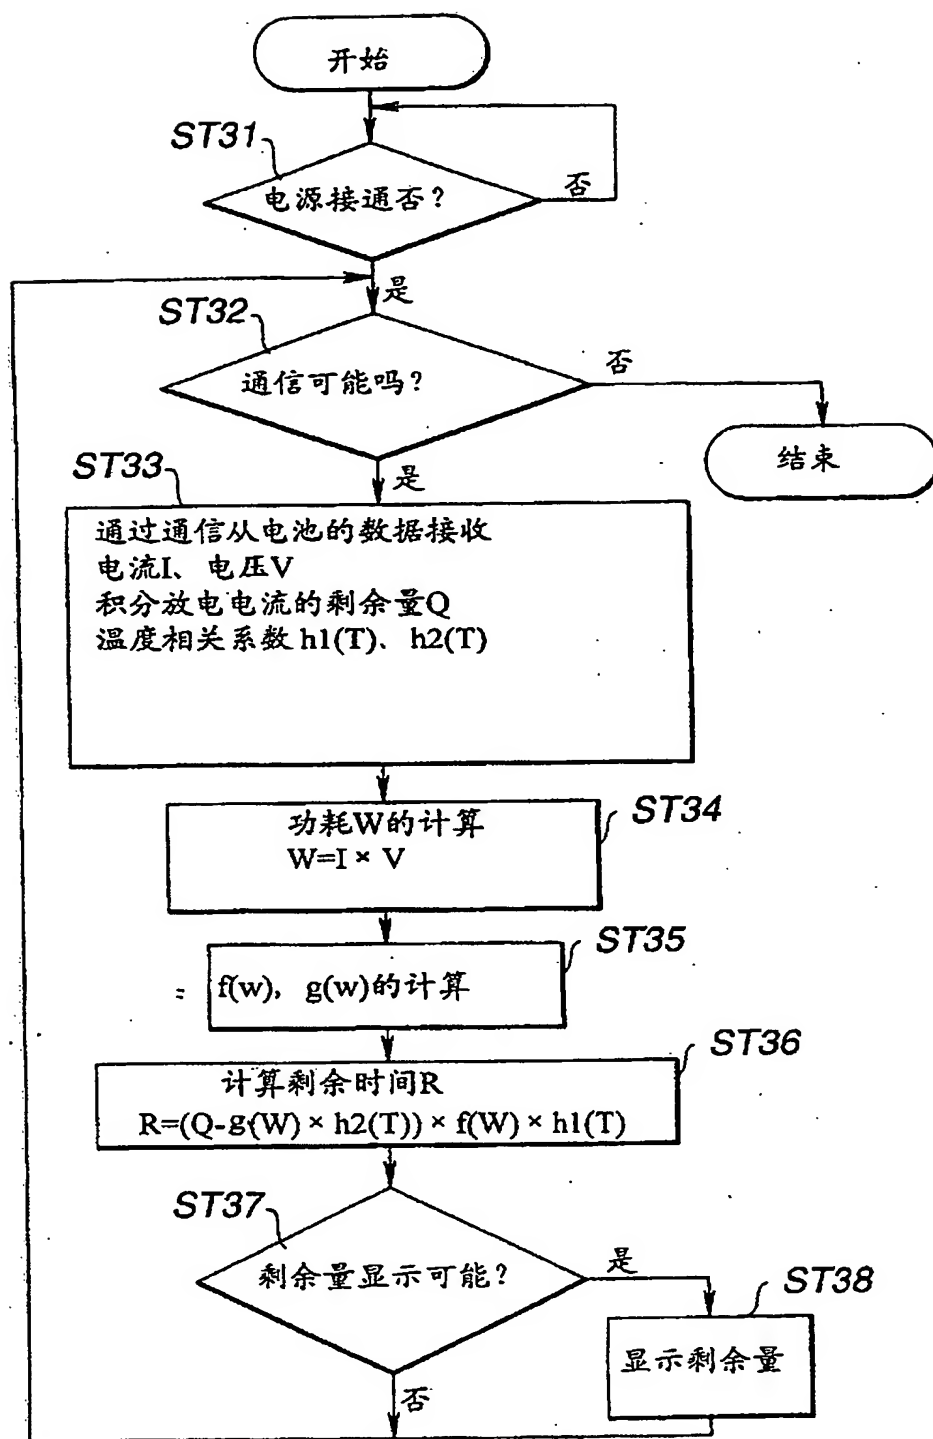 开始
ST31
电源接通否?
否
是
ST32
通信可能吗?
否
结束
是
ST33
通过通信从电池的数据接收
电流I、电压V
积分放电电流的剩余量Q
温度相关系数 h1(T)、h2(T)
功耗W的计算
W=I × V
ST34
ST35
f(w), g(w)的计算
ST36
计算剩余时间R
R=(Q-g(W) × h2(T)) × f(W) × h1(T)
ST37
剩余量显示可能?
是
ST38
显示剩余量
否